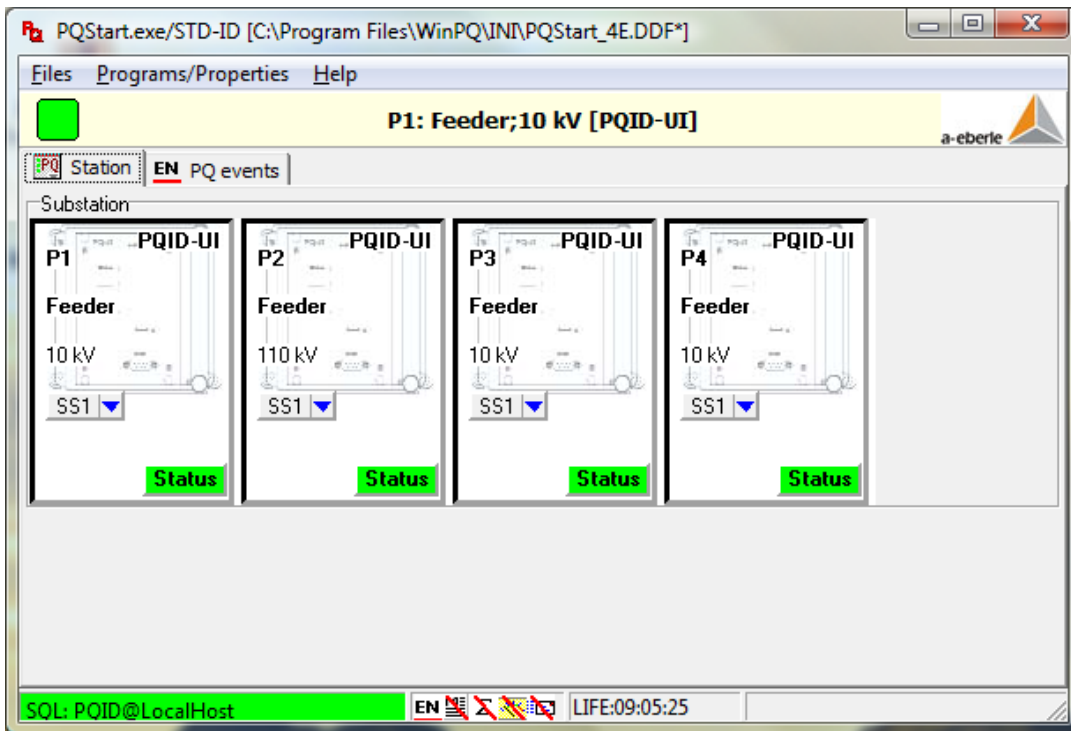 PQStart.exe/STD-ID [C:\Program Files\WinPQ\INI\PQStart_4E.DDF*]
Files Programs/Properties Help
P1: Feeder;10 kV [PQID-UI]
a-eberle
PQ Station EN PQ events
Substation
PQID-UI PQID-UI PQID-UI PQID-UI
P1 P2 P3 P4
Feeder Feeder Feeder Feeder
10 kV 110 kV 10 kV 10 kV
SS1 SS1 SS1 SS1
Status Status Status Status
SQL: PQID@LocalHost EN LIFE:09:05:25